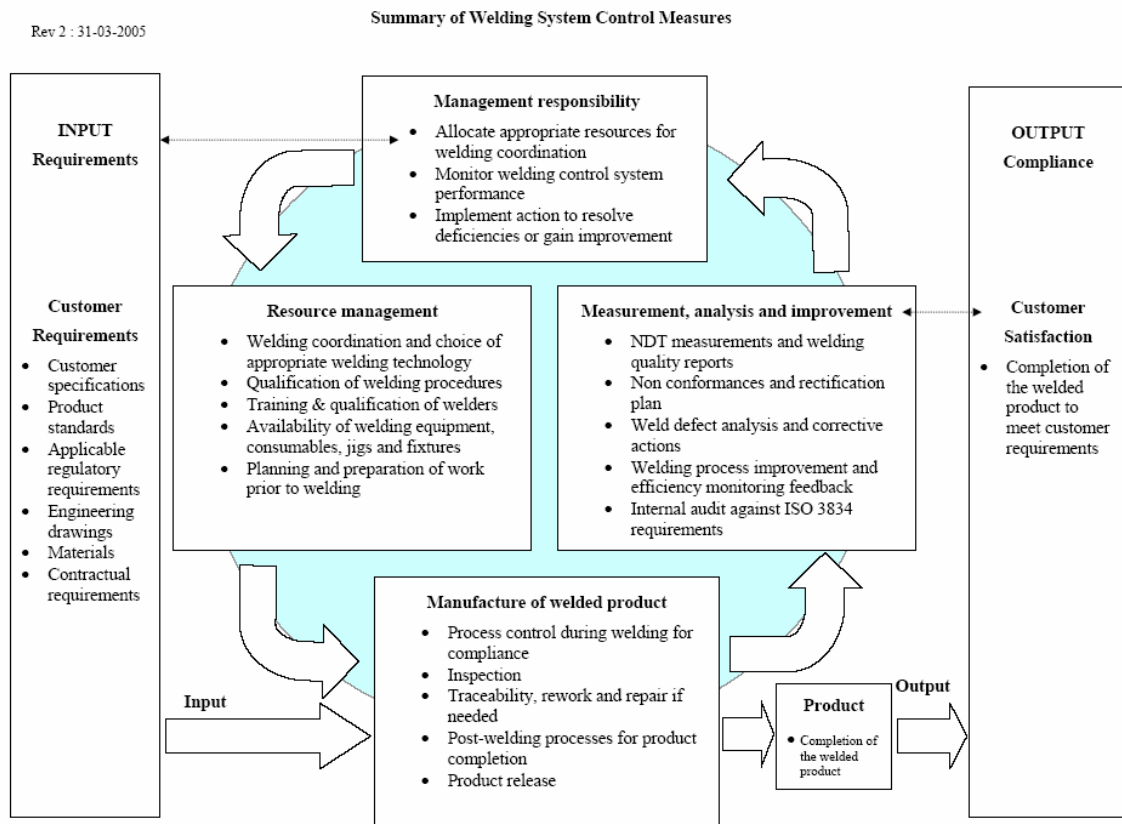 Summary of Welding System Control Measures
Rev 2 : 31-03-2005
INPUT
Requirements
Customer
Requirements
• Customer
specifications
• Product
standards
• Applicable
regulatory
requirements
• Engineering
drawings
• Materials
• Contractual
requirements
Management responsibility
• Allocate appropriate resources for
welding coordination
• Monitor welding control system
performance
• Implement action to resolve
deficiencies or gain improvement
Resource management
• Welding coordination and choice of
appropriate welding technology
• Qualification of welding procedures
• Training & qualification of welders
• Availability of welding equipment,
consumables, jigs and fixtures
• Planning and preparation of work
prior to welding
Measurement, analysis and improvement
• NDT measurements and welding
quality reports
• Non conformances and rectification
plan
• Weld defect analysis and corrective
actions
• Welding process improvement and
efficiency monitoring feedback
• Internal audit against ISO 3834
requirements
Manufacture of welded product
• Process control during welding for
compliance
• Inspection
• Traceability, rework and repair if
needed
• Post-welding processes for product
completion
• Product release
Input
Product
• Completion of
the welded
product
Output
OUTPUT
Compliance
Customer
Satisfaction
• Completion of
the welded
product to
meet customer
requirements